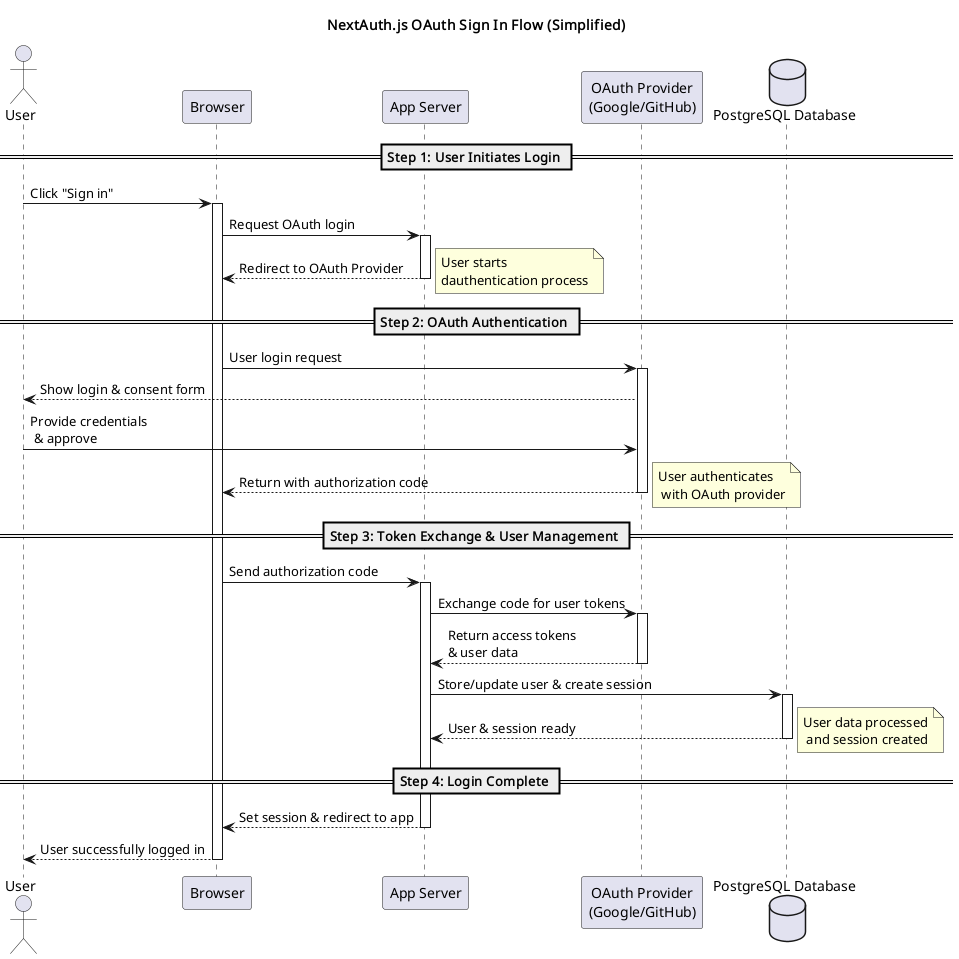 NextAuth.js OAuth Sign In Flow (Simplified)
User
Browser
App Server
OAuth Provider
(Google/GitHub)
PostgreSQL Database
Step 1: User Initiates Login
Click "Sign in"
Request OAuth login
Redirect to OAuth Provider
User starts
dauthentication process
Step 2: OAuth Authentication
User login request
Show login & consent form
Provide credentials
& approve
Return with authorization code
User authenticates
with OAuth provider
Step 3: Token Exchange & User Management
Send authorization code
Exchange code for user tokens
Return access tokens
& user data
Store/update user & create session
User & session ready
User data processed
and session created
Step 4: Login Complete
Set session & redirect to app
User successfully logged in
User
Browser
App Server
OAuth Provider
(Google/GitHub)
PostgreSQL Database